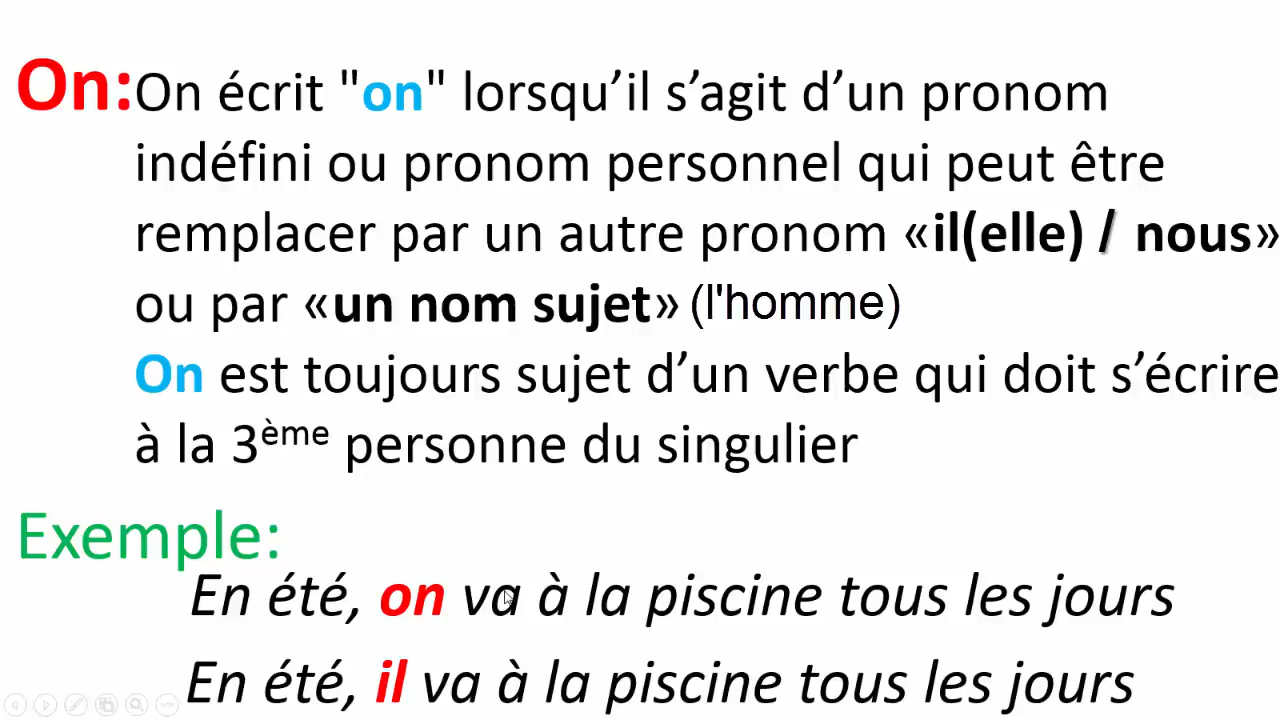 On: On écrit "on" lorsqu’il s’agit d’un pronom
indéfini ou pronom personnel qui peut être
remplacer par un autre pronom «il(elle) / nous»
ou par «un nom sujet» (l'homme)
On est toujours sujet d’un verbe qui doit s’écrire
à la 3ème personne du singulier
Exemple:
En été, on va à la piscine tous les jours
En été, il va à la piscine tous les jours